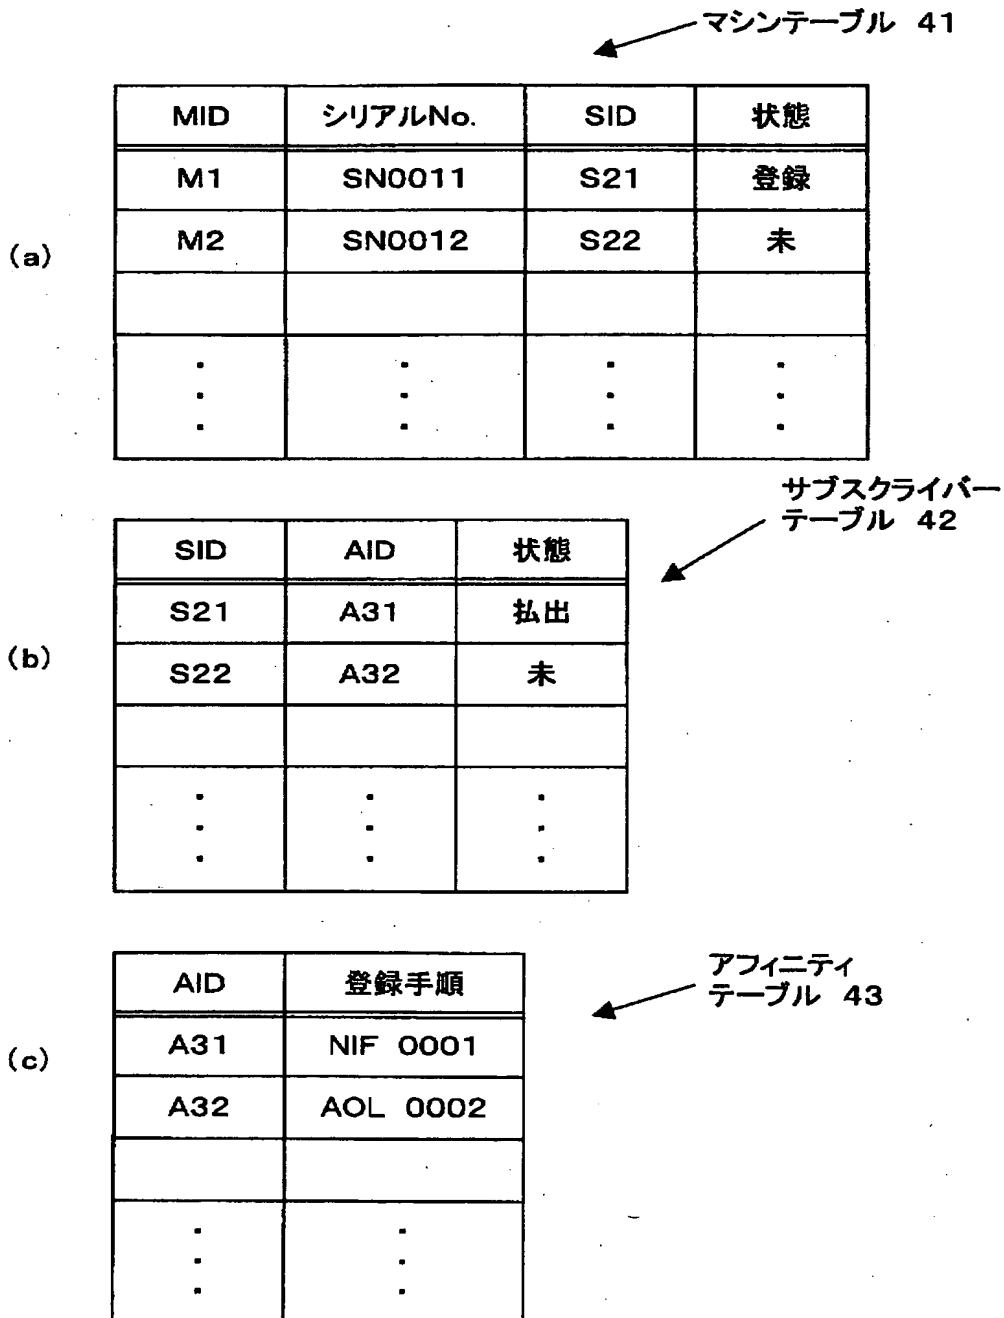 マシンテーブル 41
MID シリアルNo. SID 状態
M1 SN0011 S21 登録
(a) M2 SN0012 S22 未
サブスクライバー
テーブル 42
SID AID 状態
S21 A31 払出
(b) S22 A32 未
アフィニティ
テーブル 43
AID 登録手順
(c) A31 NIF 0001
A32 AOL 0002